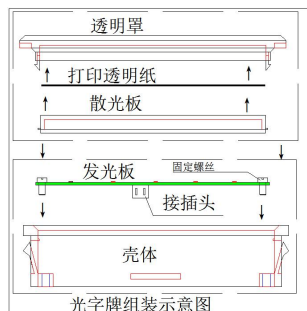 透明罩
打印透明纸
散光板
发光板
固定螺丝
接插头
壳体
光字牌组装示意图